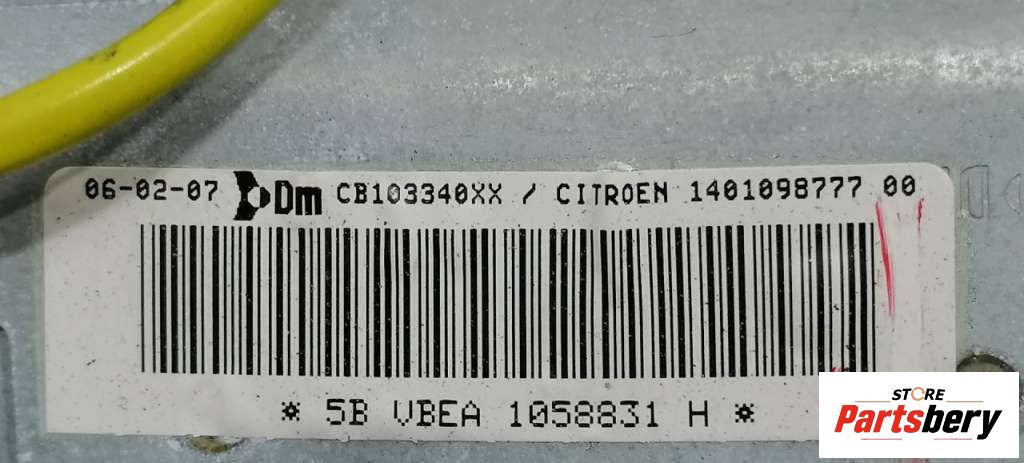 06-02-07 Dm CB103340XX / CITROEN 1401098777 00
* 5B VBEA 1058831 H *
STORE
Partsbery